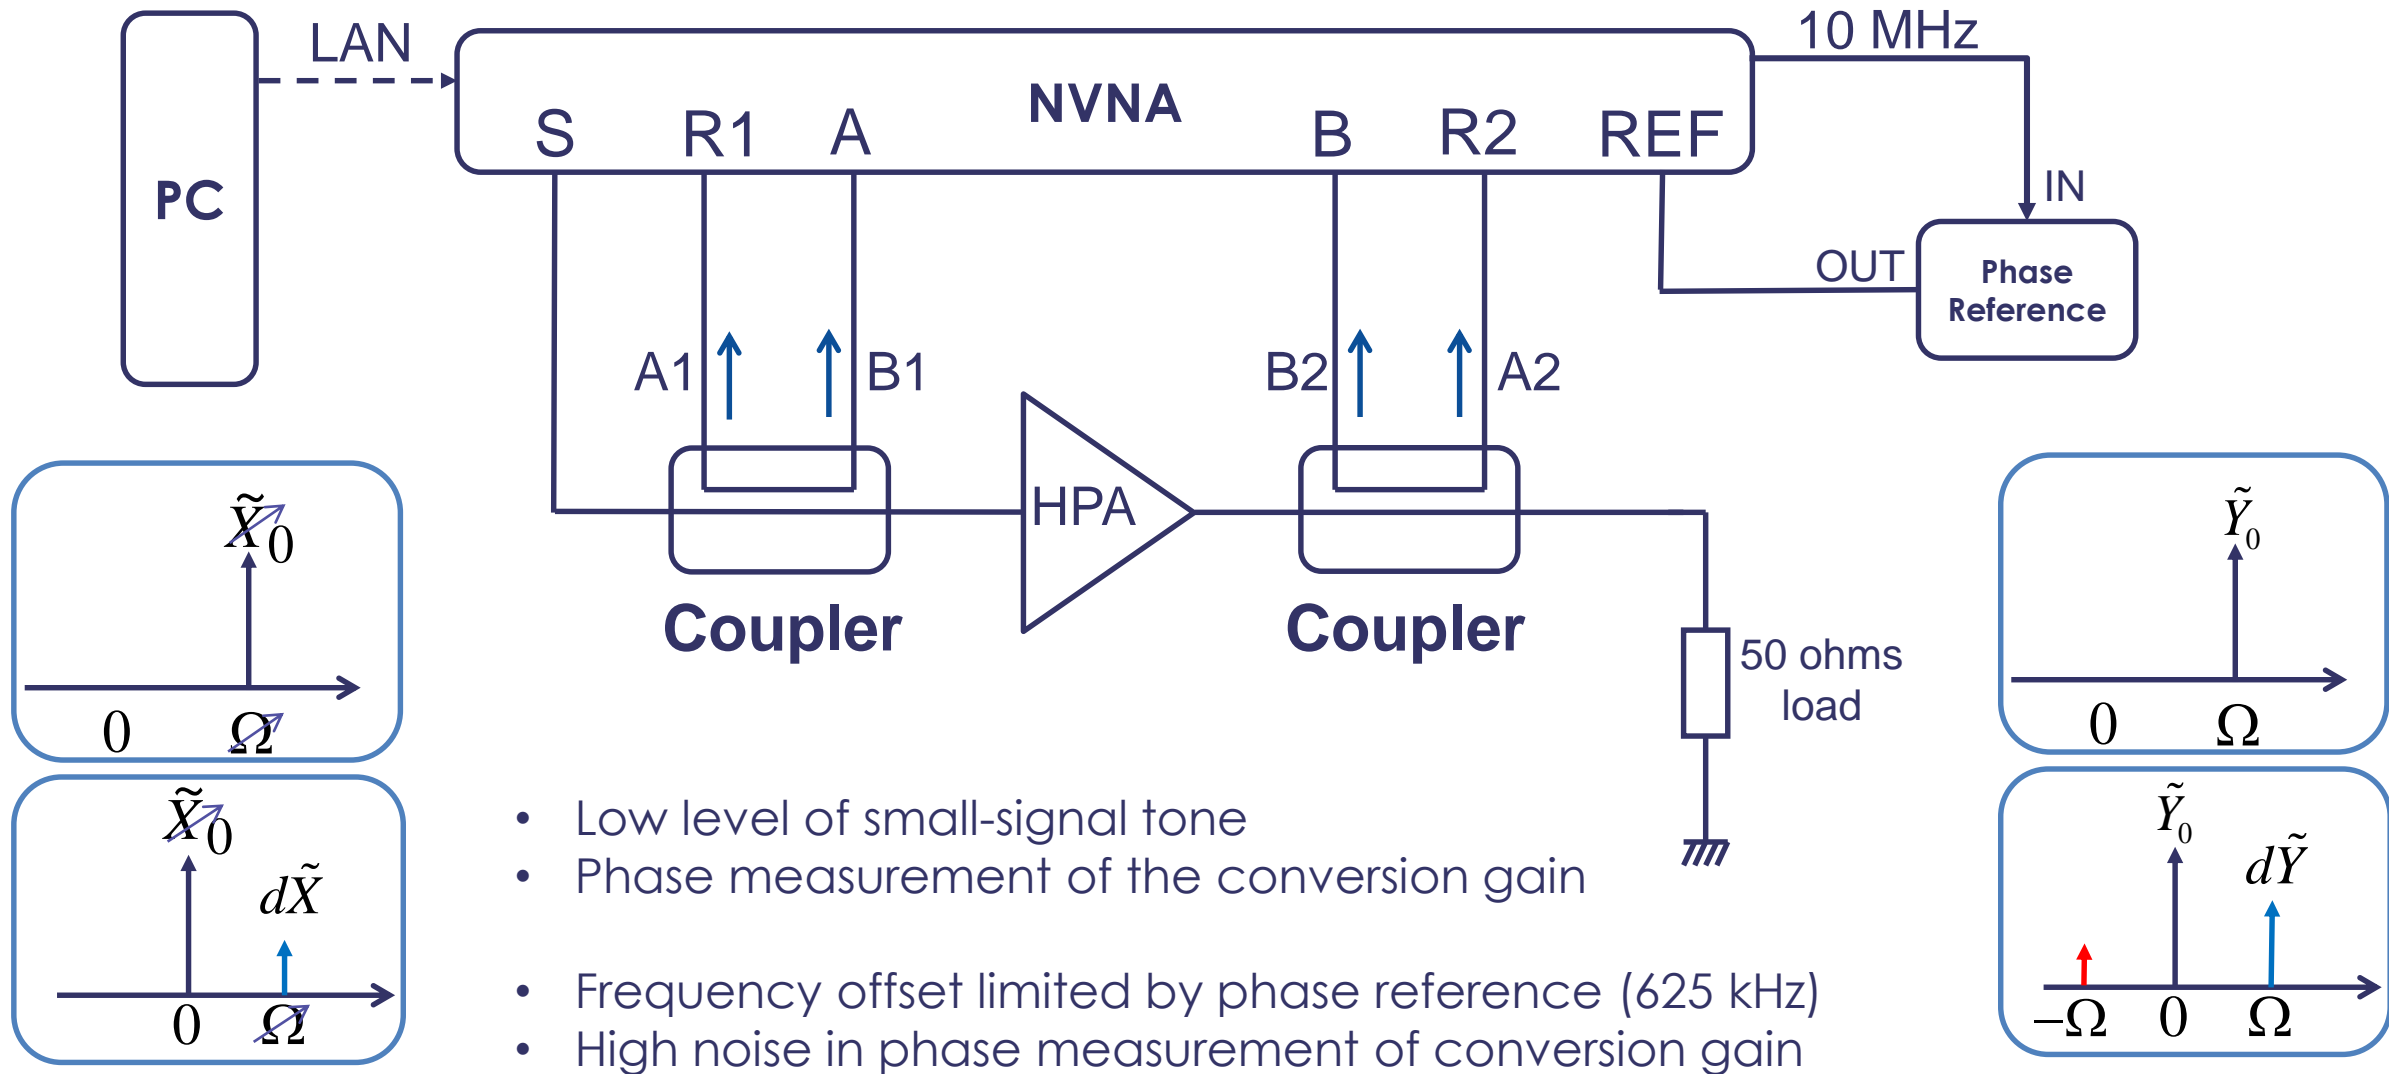 LAN
10 MHz
NVNA
S R1 A B R2 REF
PC
IN
OUT
Phase
Reference
A1 B1 B2 A2
HPA
Coupler Coupler
50 ohms
load
X̃0
0 Ω
X̃0
dX̃
0 Ω
Ỹ0
0 Ω
Ỹ0
dỸ
−Ω 0 Ω
• Low level of small-signal tone
• Phase measurement of the conversion gain
• Frequency offset limited by phase reference (625 kHz)
• High noise in phase measurement of conversion gain